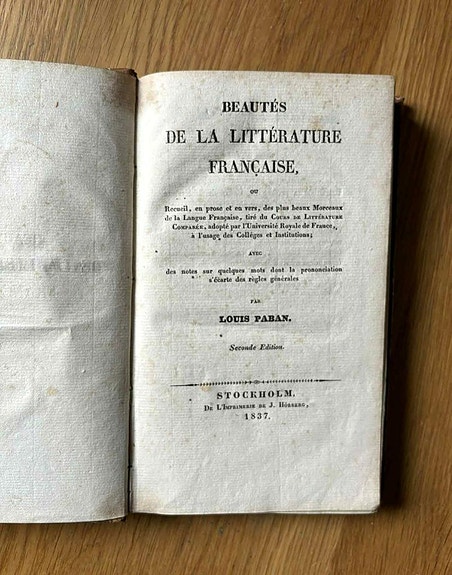 BEAUTÉS
DE LA LITTÉRATURE
FRANÇAISE,
OU
Recueil, en prose et en vers, des plus beaux Morceaux
de la Langue Française, tiré du COURS DE LITTÉRATURE
COMPARÉE, adopté par l'Université Royale de France,
à l'usage des Colléges et Institutions;
AVEC
des notes sur quelques mots dont la prononciation
s'écarte des règles générales
PAR
LOUIS PABAN.
Seconde Edition.
STOCKHOLM,
DE L'IMPRIMERIE DE J. HÖRBERG,
1837.